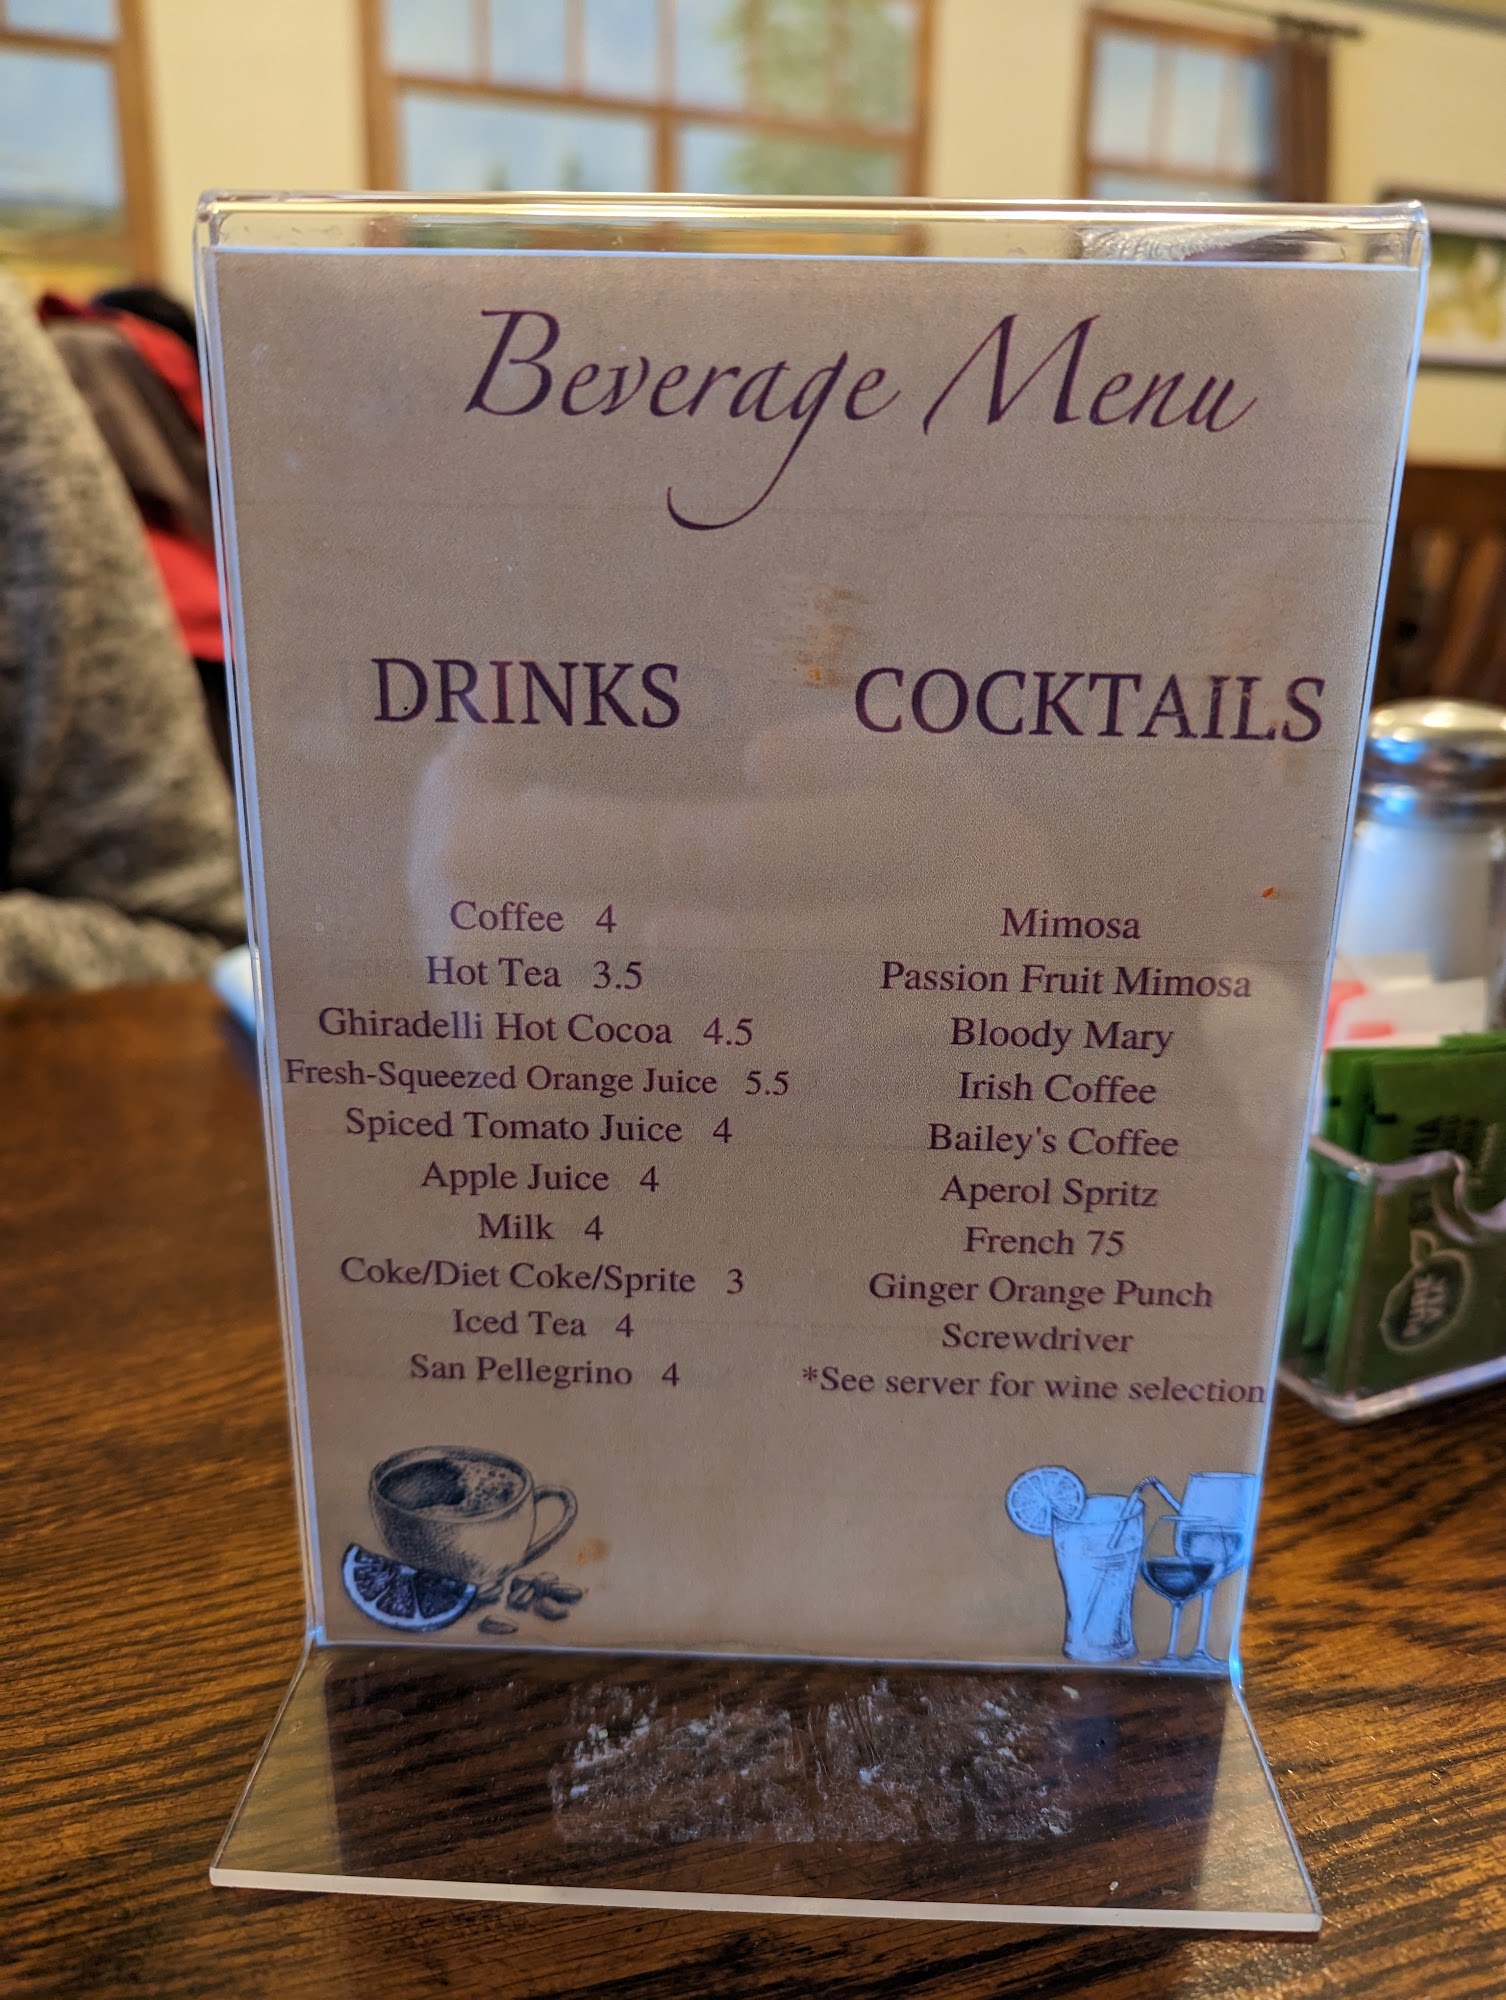 Beverage Menu
DRINKS
Coffee 4
Hot Tea 3.5
Ghiradelli Hot Cocoa 4.5
Fresh-Squeezed Orange Juice 5.5
Spiced Tomato Juice 4
Apple Juice 4
Milk 4
Coke/Diet Coke/Sprite 3
Iced Tea 4
San Pellegrino 4
COCKTAILS
Mimosa
Passion Fruit Mimosa
Bloody Mary
Irish Coffee
Bailey's Coffee
Aperol Spritz
French 75
Ginger Orange Punch
Screwdriver
*See server for wine selection
PURE
VIA